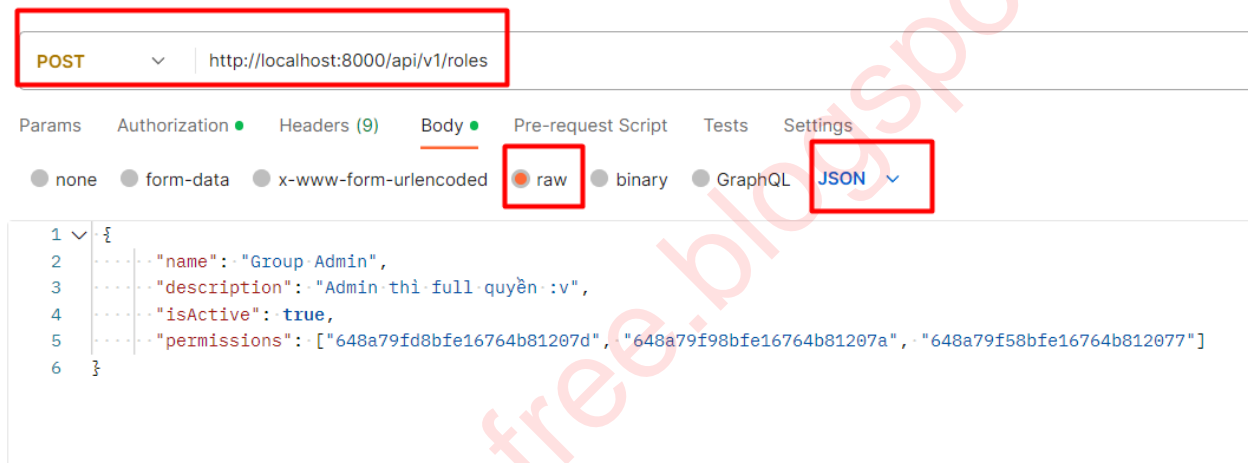 POST http://localhost:8000/api/v1/roles
Params Authorization Headers (9) Body Pre-request Script Tests Settings
none form-data x-www-form-urlencoded raw binary GraphQL JSON
1 {
2 "name": "Group Admin",
3 "description": "Admin thì full quyền :v",
4 "isActive": true,
5 "permissions": ["648a79fd8bfe16764b81207d", "648a79f98bfe16764b81207a", "648a79f58bfe16764b812077"]
6 }
free.blogspo